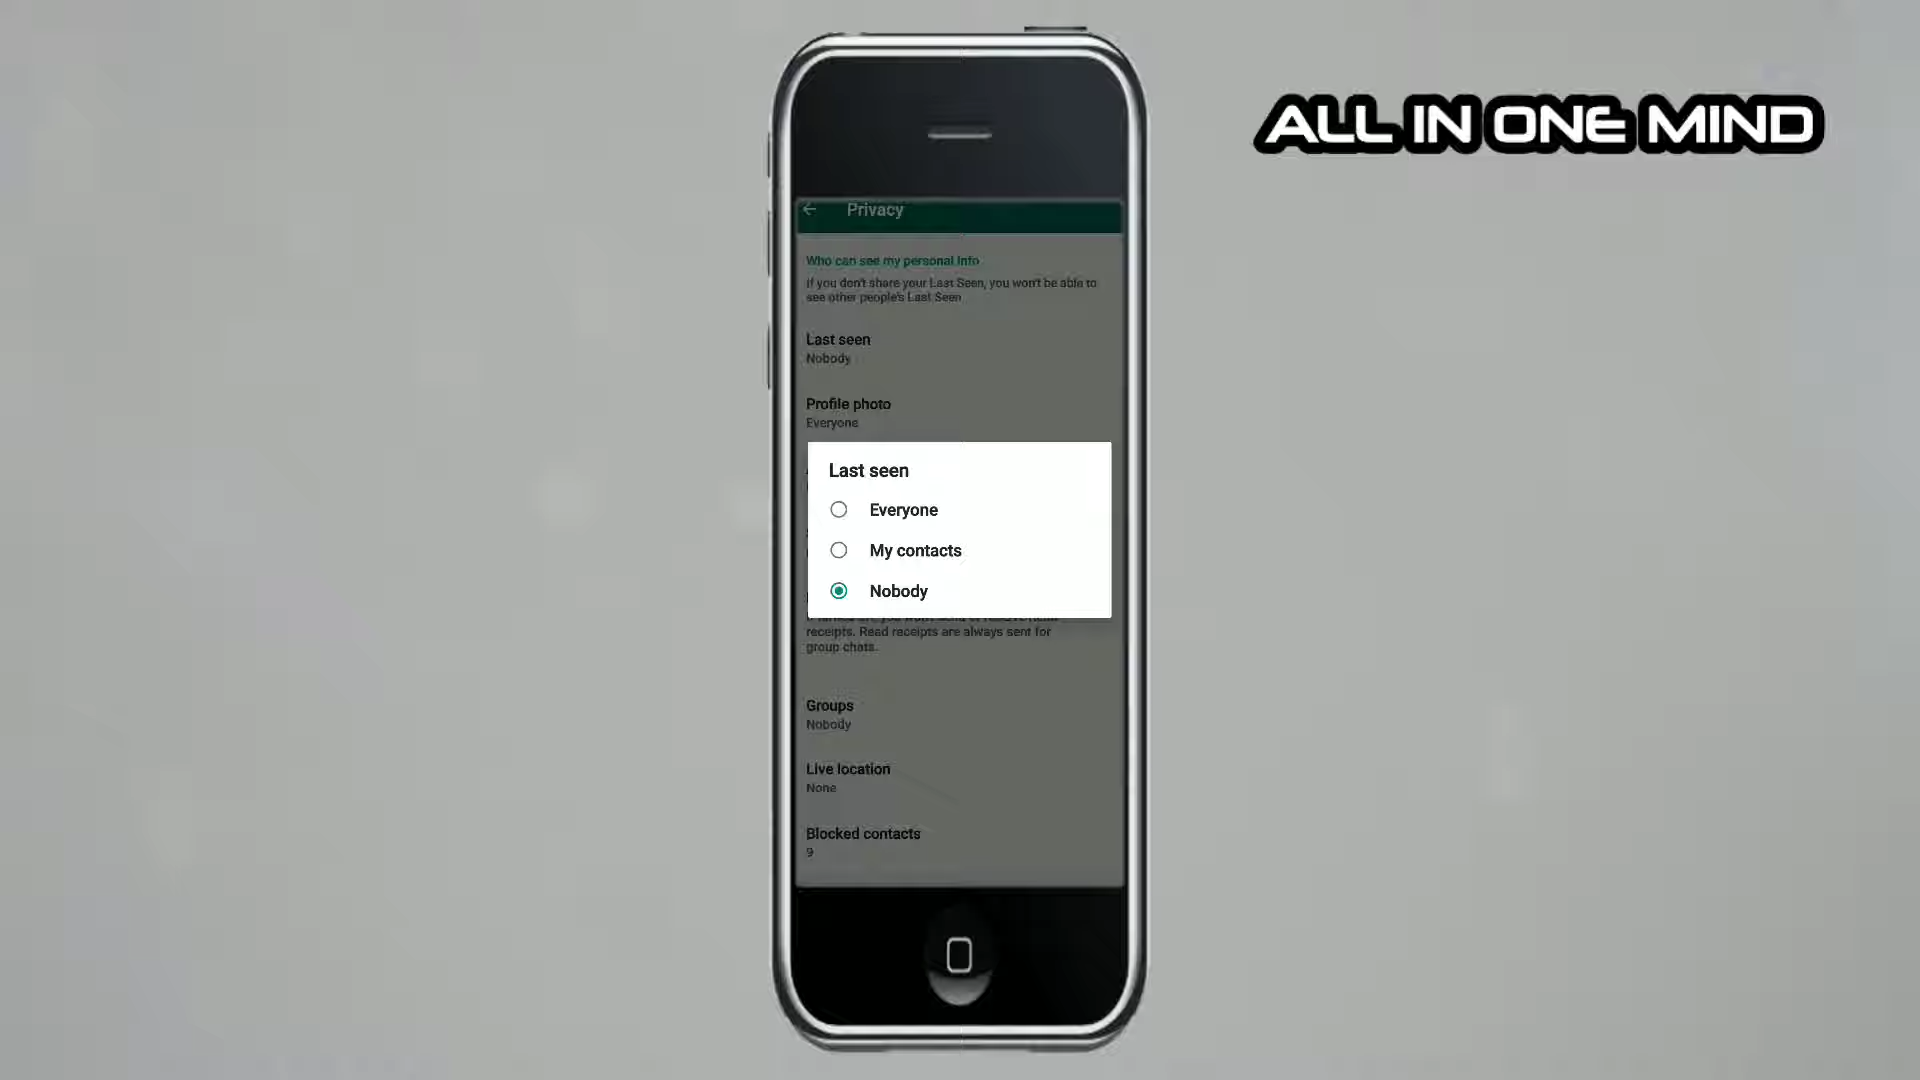 ALL IN ONE MIND
Privacy
Who can see my personal info
If you don't share your Last Seen, you won't be able to
see other people's Last Seen
Last seen
Nobody
Profile photo
Everyone
Last seen
Everyone
My contacts
Nobody
receipts. Read receipts are always sent for
group chats.
Groups
Nobody
Live location
None
Blocked contacts
9